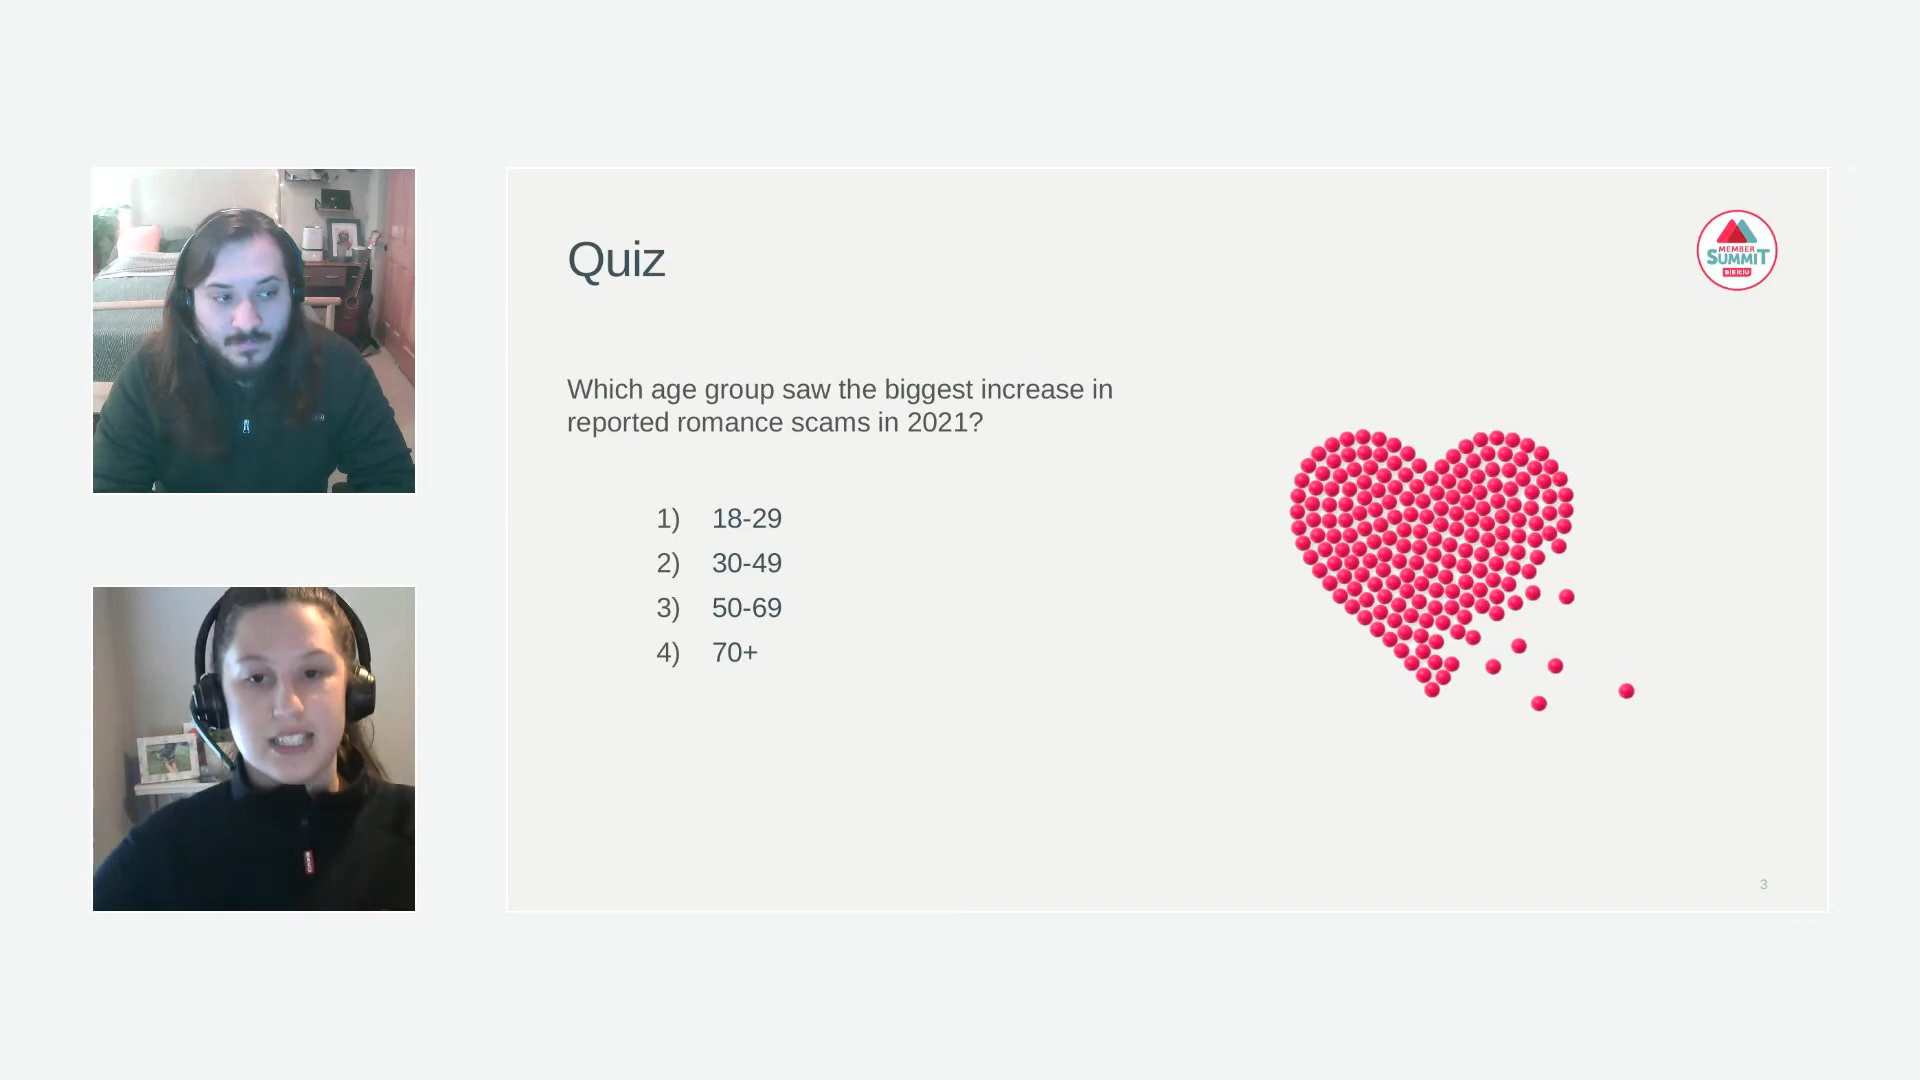 Quiz
MEMBER
SUMMIT
BECU
Which age group saw the biggest increase in
reported romance scams in 2021?
1) 18-29
2) 30-49
3) 50-69
4) 70+
3